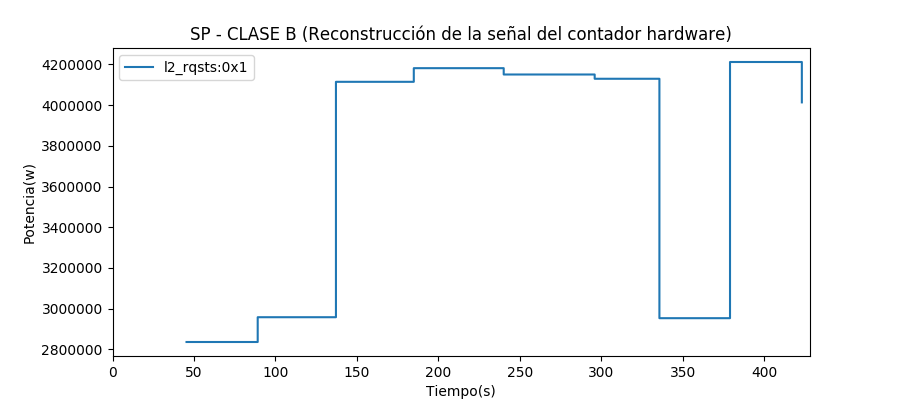 SP - CLASE B (Reconstrucción de la señal del contador hardware)
l2_rqsts:0x1
Potencia(w)
4200000
4000000
3800000
3600000
3400000
3200000
3000000
2800000
0 50 100 150 200 250 300 350 400
Tiempo(s)